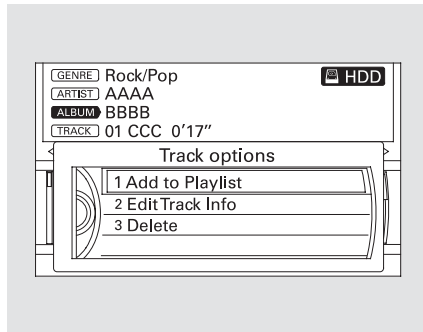 GENRE Rock/Pop HDD
ARTIST AAAA
ALBUM BBBB
TRACK 01 CCC 0'17"
Track options
1 Add to Playlist
2 Edit Track Info
3 Delete